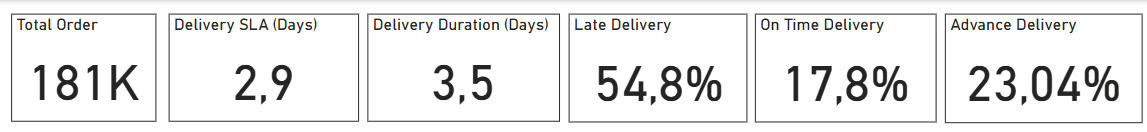 Total Order
181K
Delivery SLA (Days)
2,9
Delivery Duration (Days)
3,5
Late Delivery
54,8%
On Time Delivery
17,8%
Advance Delivery
23,04%